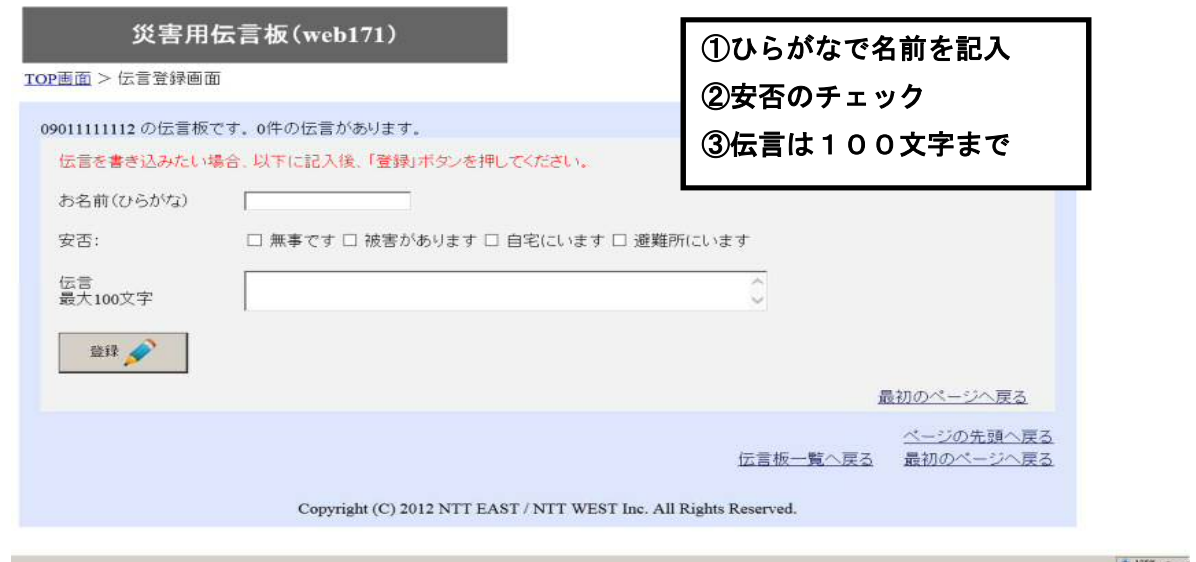 災害用伝言板(web171)
①ひらがなで名前を記入
②安否のチェック
③伝言は１００文字まで
TOP画面 > 伝言登録画面
09011111112 の伝言板です。0件の伝言があります。
伝言を書き込みたい場合、以下に記入後、「登録」ボタンを押してください。
お名前(ひらがな)
安否: □ 無事です □ 被害があります □ 自宅にいます □ 避難所にいます
伝言
最大100文字
登録
最初のページへ戻る
ページの先頭へ戻る
伝言板一覧へ戻る 最初のページへ戻る
Copyright (C) 2012 NTT EAST / NTT WEST Inc. All Rights Reserved.